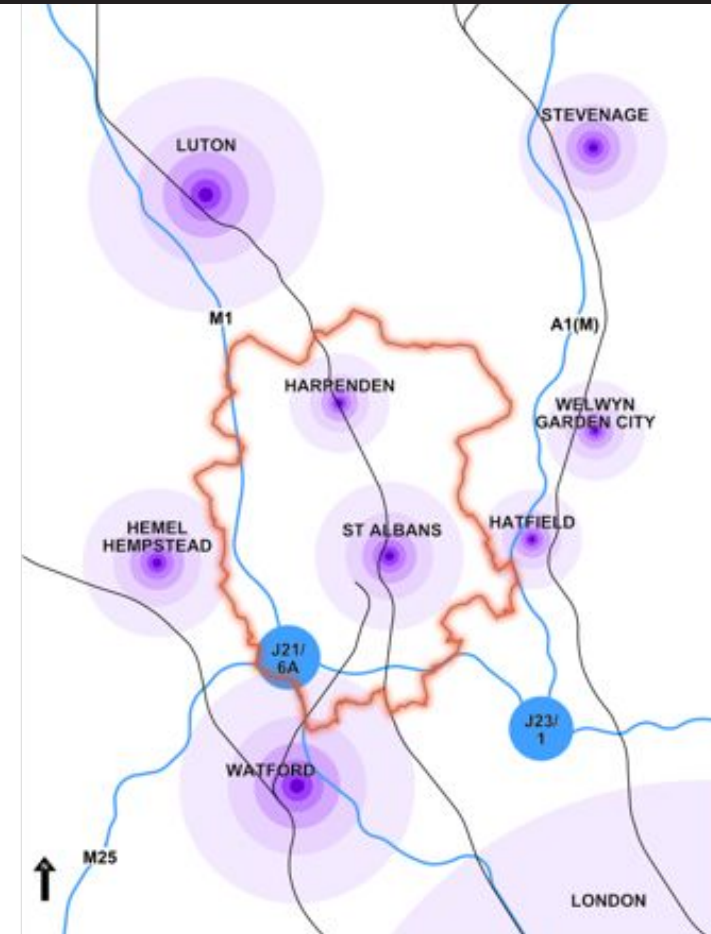 STEVENAGE
LUTON
M1
A1(M)
HARPENDEN
WELWYN
GARDEN CITY
HATFIELD
HEMEL
HEMPSTEAD
ST ALBANS
J21/
6A
J23/
1
WATFORD
M25
LONDON